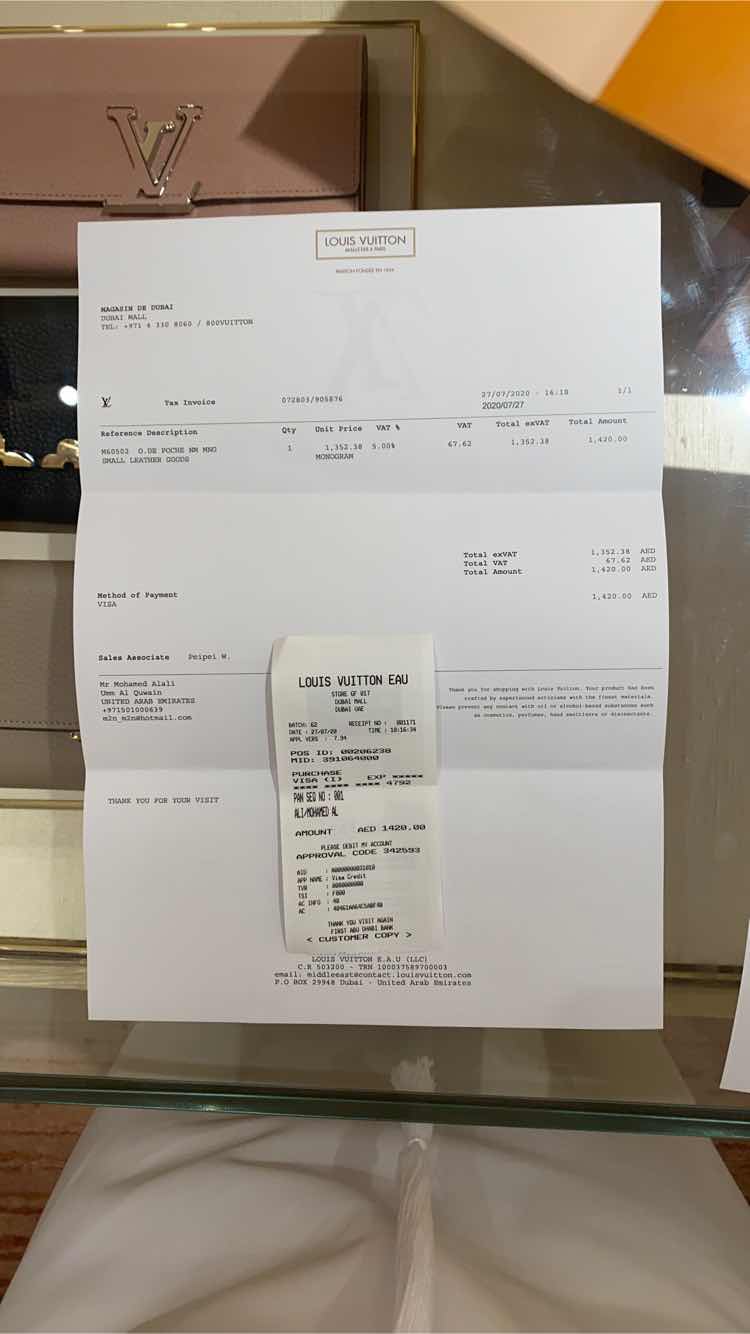 LOUIS VUITTON
MALLETIER À PARIS
MAISON FONDÉE EN 1854
MAGASIN DE DUBAI
DUBAI MALL
TEL: +971 4 330 8060 / 800VUITTON
Tax Invoice 072803/905876 27/07/2020 - 16:18 1/1
2020/07/27
Reference Description Qty Unit Price VAT % VAT Total exVAT Total Amount
M60502 O.DE POCHE NM MNG 1 1,352.38 5.00% 67.62 1,352.38 1,420.00
SMALL LEATHER GOODS MONOGRAM
Total exVAT 1,352.38 AED
Total VAT 67.62 AED
Total Amount 1,420.00 AED
Method of Payment
VISA 1,420.00 AED
Sales Associate Peipei W.
Mr Mohamed Alali
Umm Al Quwain
UNITED ARAB EMIRATES
+971501000639
m2n_m2n@hotmail.com
Thank you for shopping with Louis Vuitton. Your product has been
crafted by experienced artisans with the finest materials.
Please prevent any contact with oil or alcohol-based substances such
as cosmetics, perfumes, hand sanitizers or disinfectants.
THANK YOU FOR YOUR VISIT
LOUIS VUITTON EAU
STORE GF 017
DUBAI MALL
DUBAI UAE
BATCH: 62 RECEIPT NO : 001171
DATE : 27/07/20 TIME : 16:16:34
APPL VERS : 7.94
POS ID: 00206238
MID: 391064000
PURCHASE
VISA (I) EXP *****
**** **** **** 4792
PAN SEQ NO : 001
ALI/MOHAMED AL
AMOUNT AED 1420.00
PLEASE DEBIT MY ACCOUNT
APPROVAL CODE 342593
AID : A0000000031010
APP NAME : Visa Credit
TVR : 0080000000
TSI : F800
AC INFO : 40
AC : 40461AA64C5A0F40
THANK YOU VISIT AGAIN
FIRST ABU DHABI BANK
< CUSTOMER COPY >
LOUIS VUITTON E.A.U (LLC)
C.R 503200 - TRN 100037589700003
email: middleeast@contact.louisvuitton.com
P.O BOX 29948 Dubai - United Arab Emirates